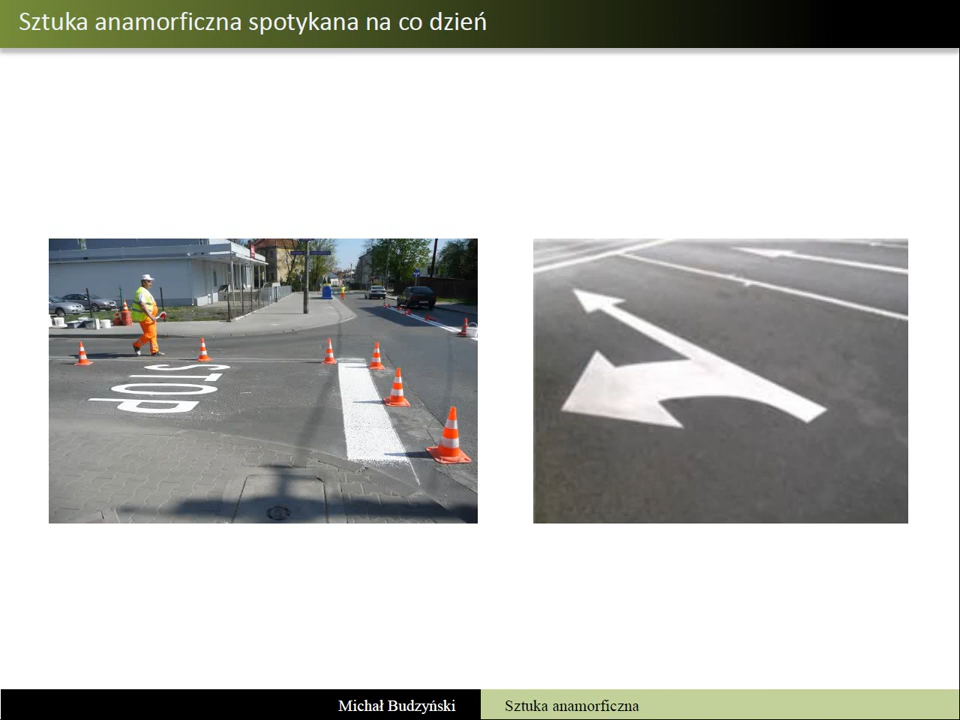 Sztuka anamorficzna spotykana na co dzień
STOP
Michał Budzyński
Sztuka anamorficzna